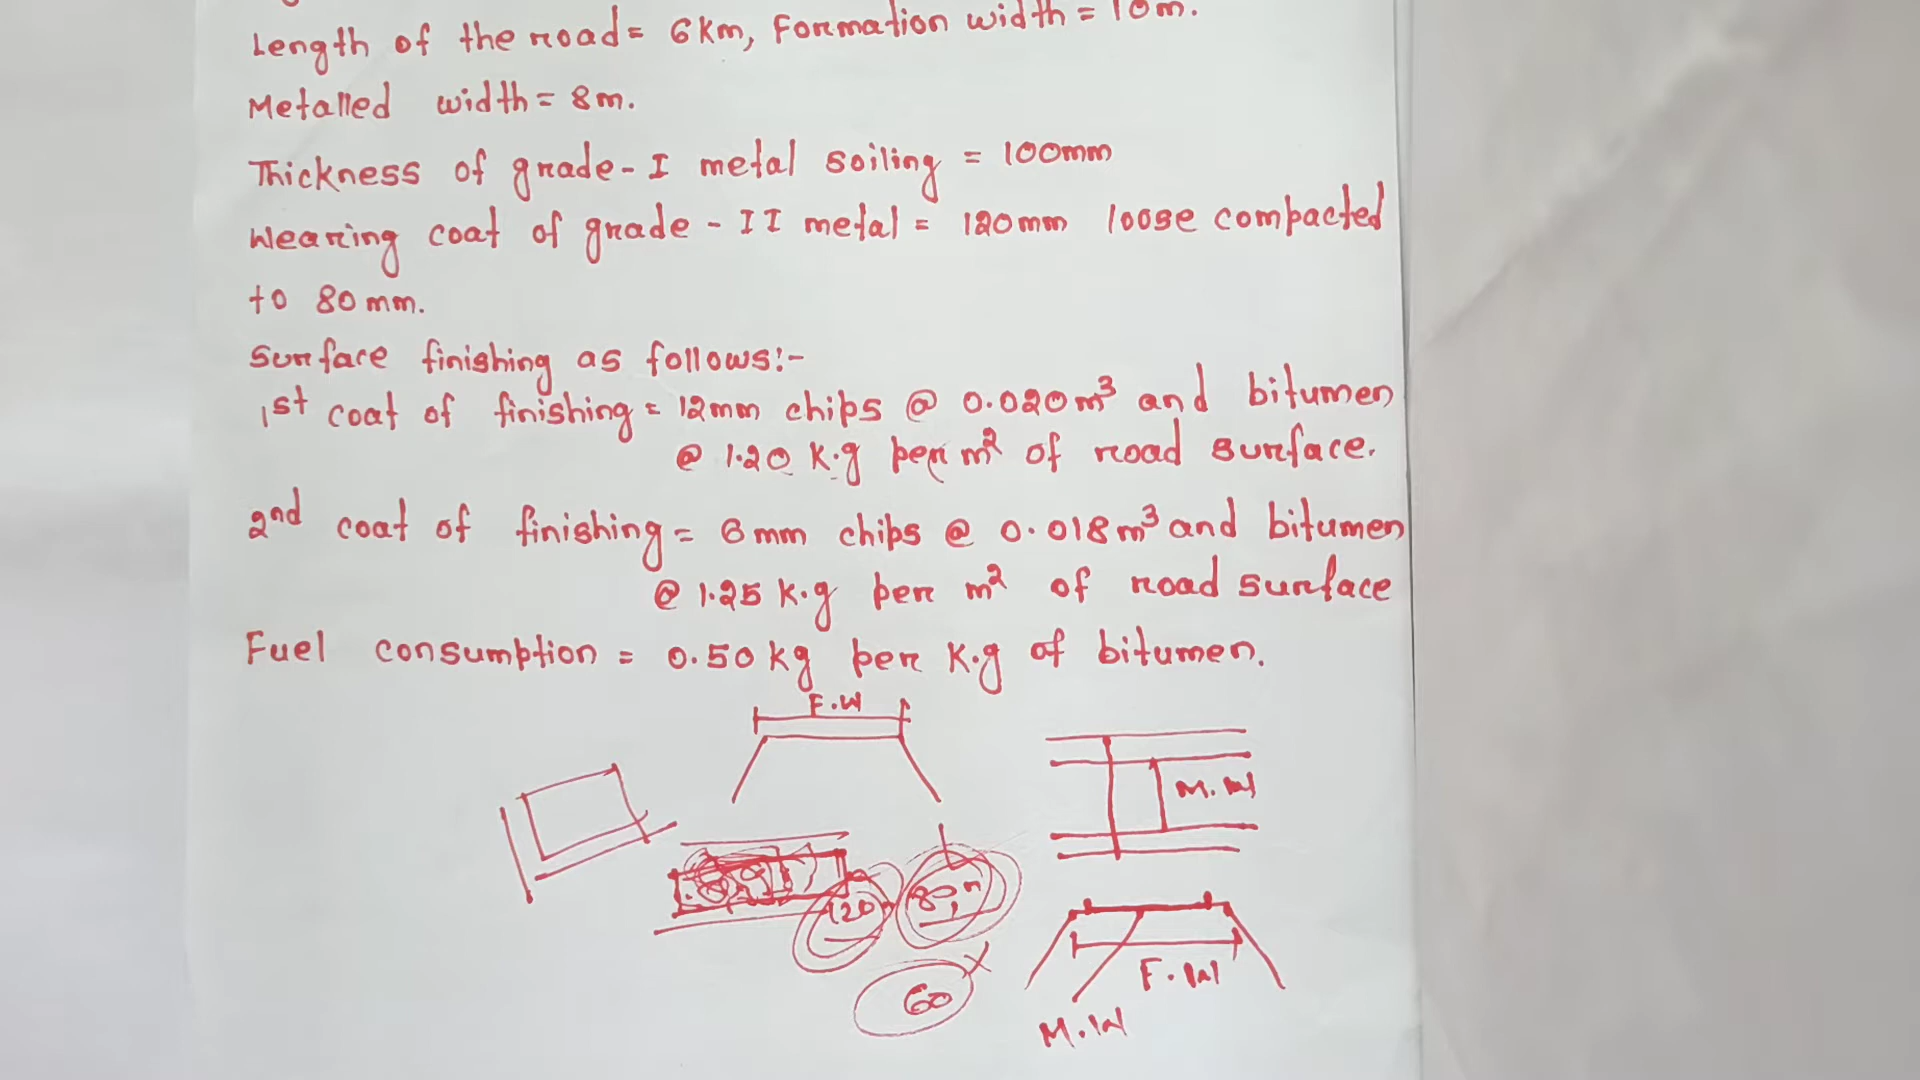 Length of the road= 6Km, Formation width = 10m.
Metalled width = 8m.
Thickness of grade-I metal soiling = 100mm
Wearing coat of grade-II metal = 120mm loose compacted
to 80mm.
Surface finishing as follows:-
1st coat of finishing = 12mm chips @ 0.020m³ and bitumen
@ 1.20 K.g per m² of road surface.
2nd coat of finishing = 6mm chips @ 0.018m³ and bitumen
@ 1.25 K.g per m² of road surface
Fuel consumption = 0.50kg per K.g of bitumen.
F.W
M.W
120
80
F.W
60
M.W